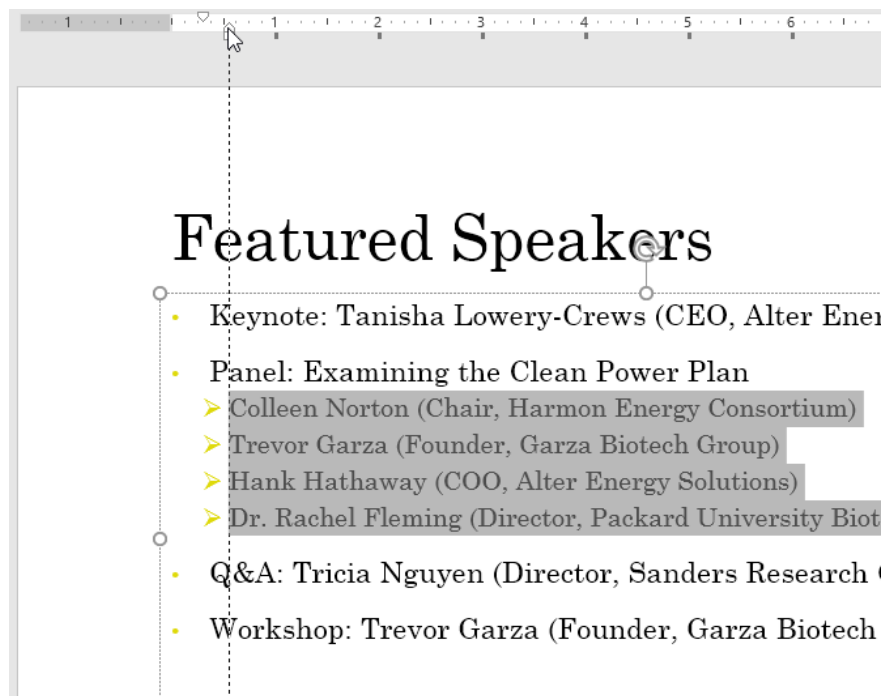 1 1 2 3 4 5 6
Featured Speakers
• Keynote: Tanisha Lowery-Crews (CEO, Alter
• Panel: Examining the Clean Power Plan
➢ Colleen Norton (Chair, Harmon Energy Consortium)
➢ Trevor Garza (Founder, Garza Biotech Group)
➢ Hank Hathaway (COO, Alter Energy Solutions)
➢ Dr. Rachel Fleming (Director, Packard University
• Q&A: Tricia Nguyen (Director, Sanders Research
• Workshop: Trevor Garza (Founder, Garza Biotech